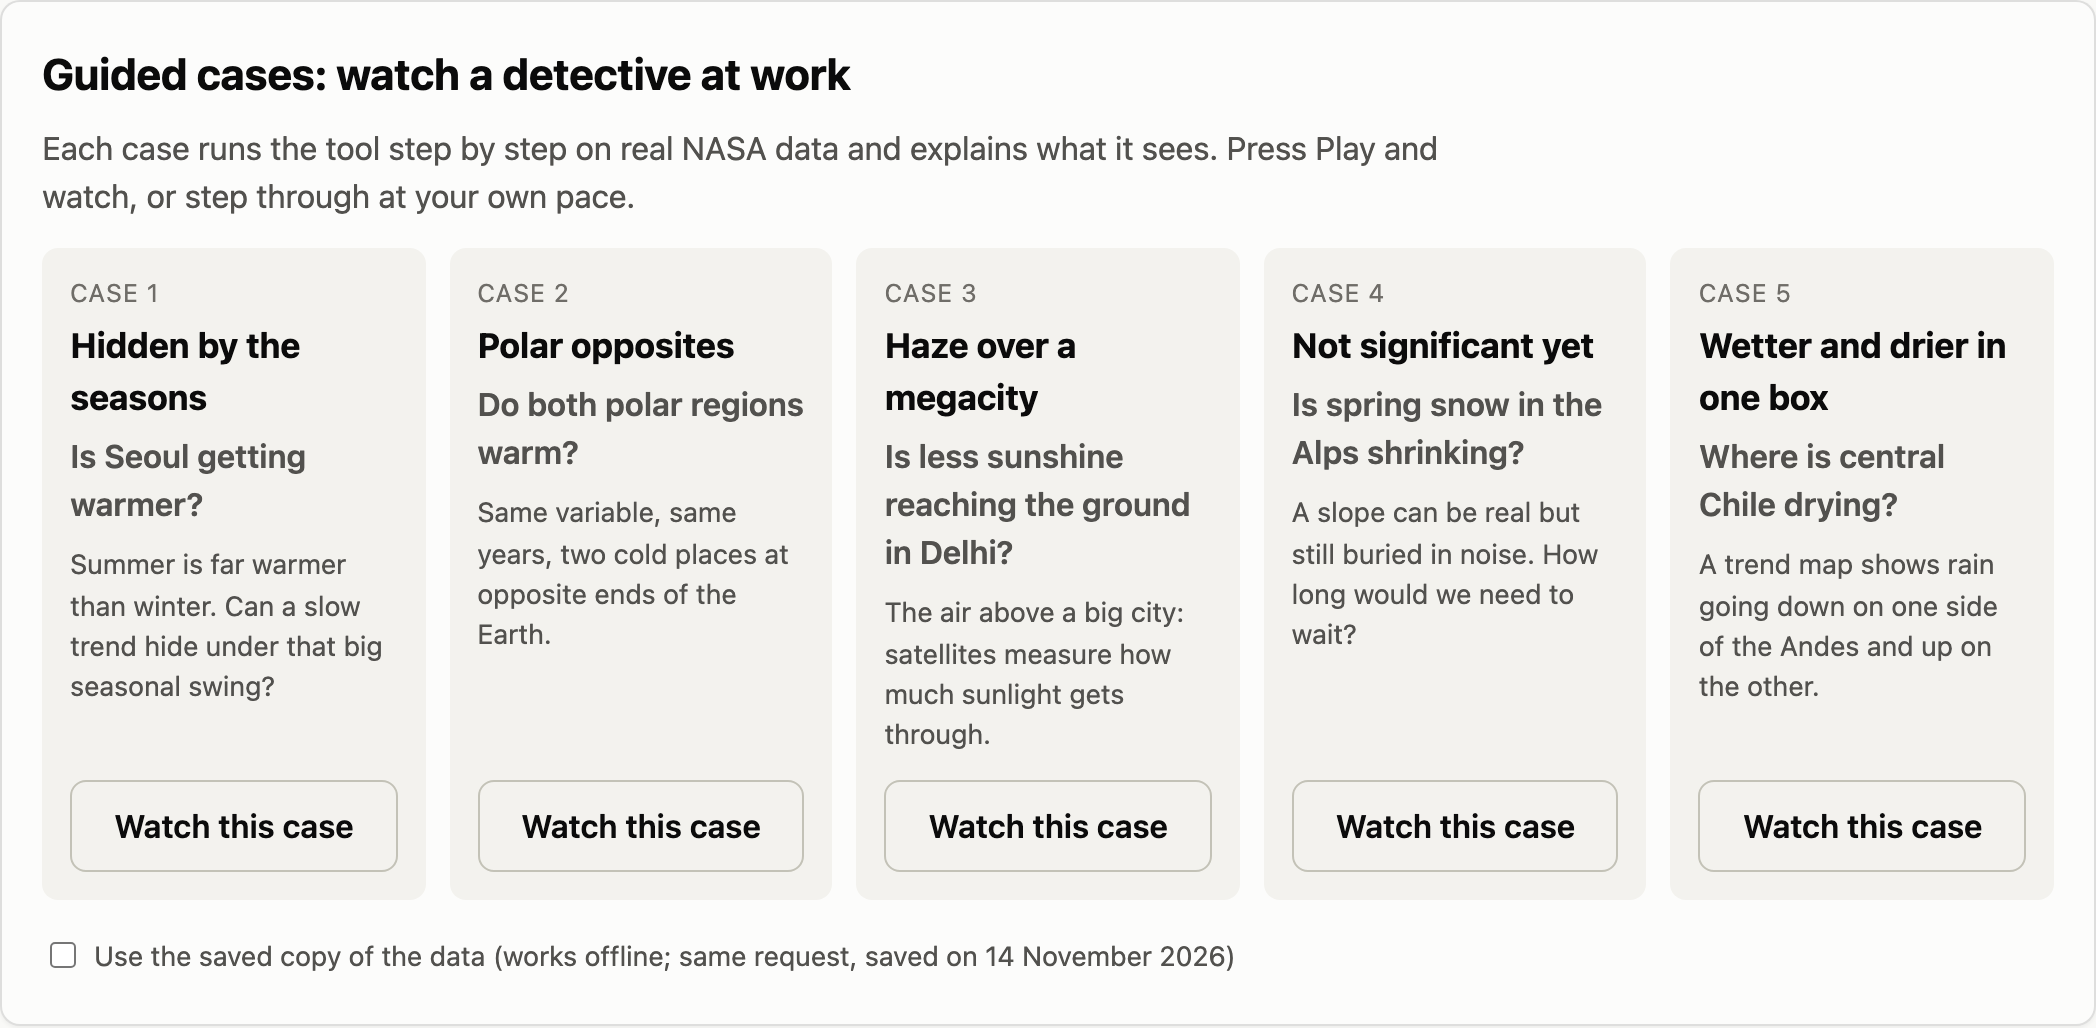 Guided cases: watch a detective at work
Each case runs the tool step by step on real NASA data and explains what it sees. Press Play and
watch, or step through at your own pace.
CASE 1
Hidden by the
seasons
Is Seoul getting
warmer?
Summer is far warmer
than winter. Can a slow
trend hide under that big
seasonal swing?
Watch this case
CASE 2
Polar opposites
Do both polar regions
warm?
Same variable, same
years, two cold places at
opposite ends of the
Earth.
Watch this case
CASE 3
Haze over a
megacity
Is less sunshine
reaching the ground
in Delhi?
The air above a big city:
satellites measure how
much sunlight gets
through.
Watch this case
CASE 4
Not significant yet
Is spring snow in the
Alps shrinking?
A slope can be real but
still buried in noise. How
long would we need to
wait?
Watch this case
CASE 5
Wetter and drier in
one box
Where is central
Chile drying?
A trend map shows rain
going down on one side
of the Andes and up on
the other.
Watch this case
Use the saved copy of the data (works offline; same request, saved on 14 November 2026)